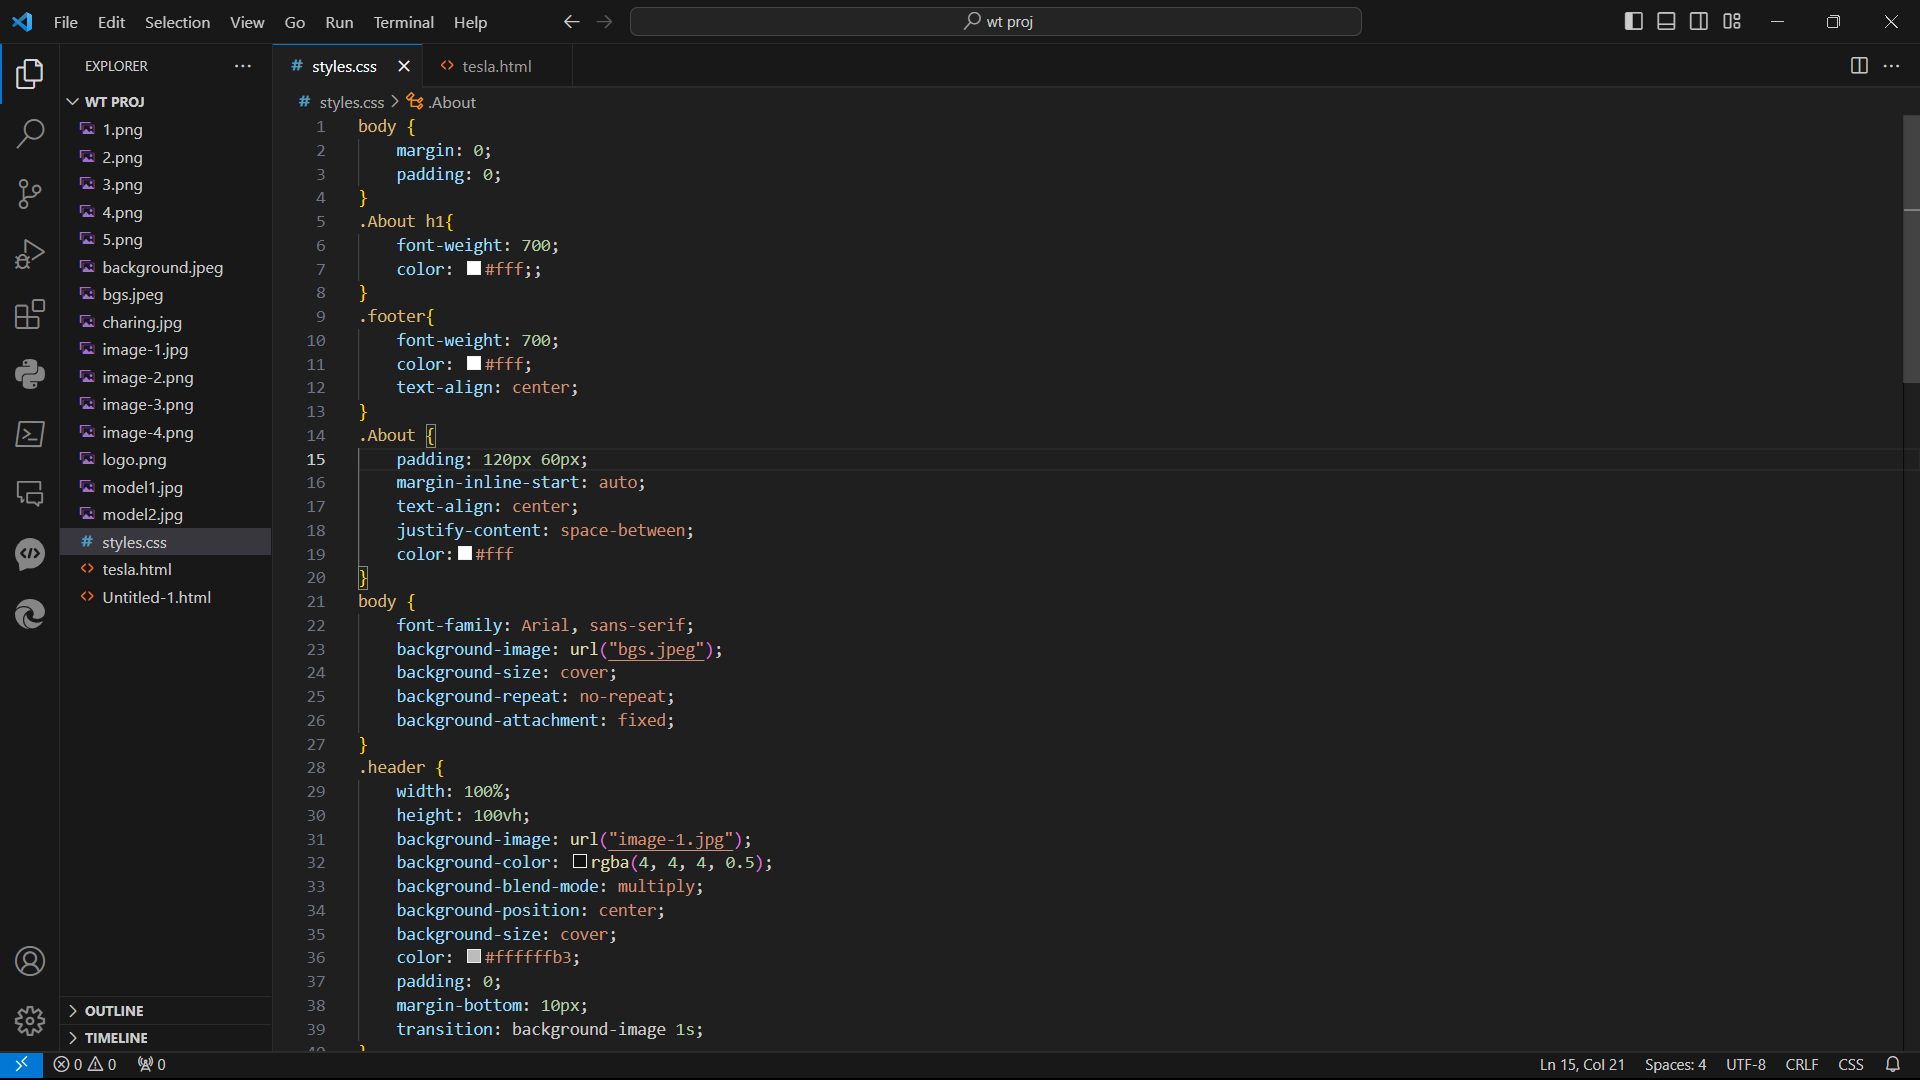 File Edit Selection View Go Run Terminal Help
wt proj
EXPLORER
WT PROJ
1.png
2.png
3.png
4.png
5.png
background.jpeg
bgs.jpeg
charing.jpg
image-1.jpg
image-2.png
image-3.png
image-4.png
logo.png
model1.jpg
model2.jpg
# styles.css
<> tesla.html
<> Untitled-1.html
OUTLINE
TIMELINE
# styles.css
<> tesla.html
# styles.css > .About
1 body {
2 margin: 0;
3 padding: 0;
4 }
5 .About h1{
6 font-weight: 700;
7 color: #fff;;
8 }
9 .footer{
10 font-weight: 700;
11 color: #fff;
12 text-align: center;
13 }
14 .About {
15 padding: 120px 60px;
16 margin-inline-start: auto;
17 text-align: center;
18 justify-content: space-between;
19 color:#fff
20 }
21 body {
22 font-family: Arial, sans-serif;
23 background-image: url("bgs.jpeg");
24 background-size: cover;
25 background-repeat: no-repeat;
26 background-attachment: fixed;
27 }
28 .header {
29 width: 100%;
30 height: 100vh;
31 background-image: url("image-1.jpg");
32 background-color: rgba(4, 4, 4, 0.5);
33 background-blend-mode: multiply;
34 background-position: center;
35 background-size: cover;
36 color: #ffffffb3;
37 padding: 0;
38 margin-bottom: 10px;
39 transition: background-image 1s;
0 0 0
Ln 15, Col 21 Spaces: 4 UTF-8 CRLF CSS